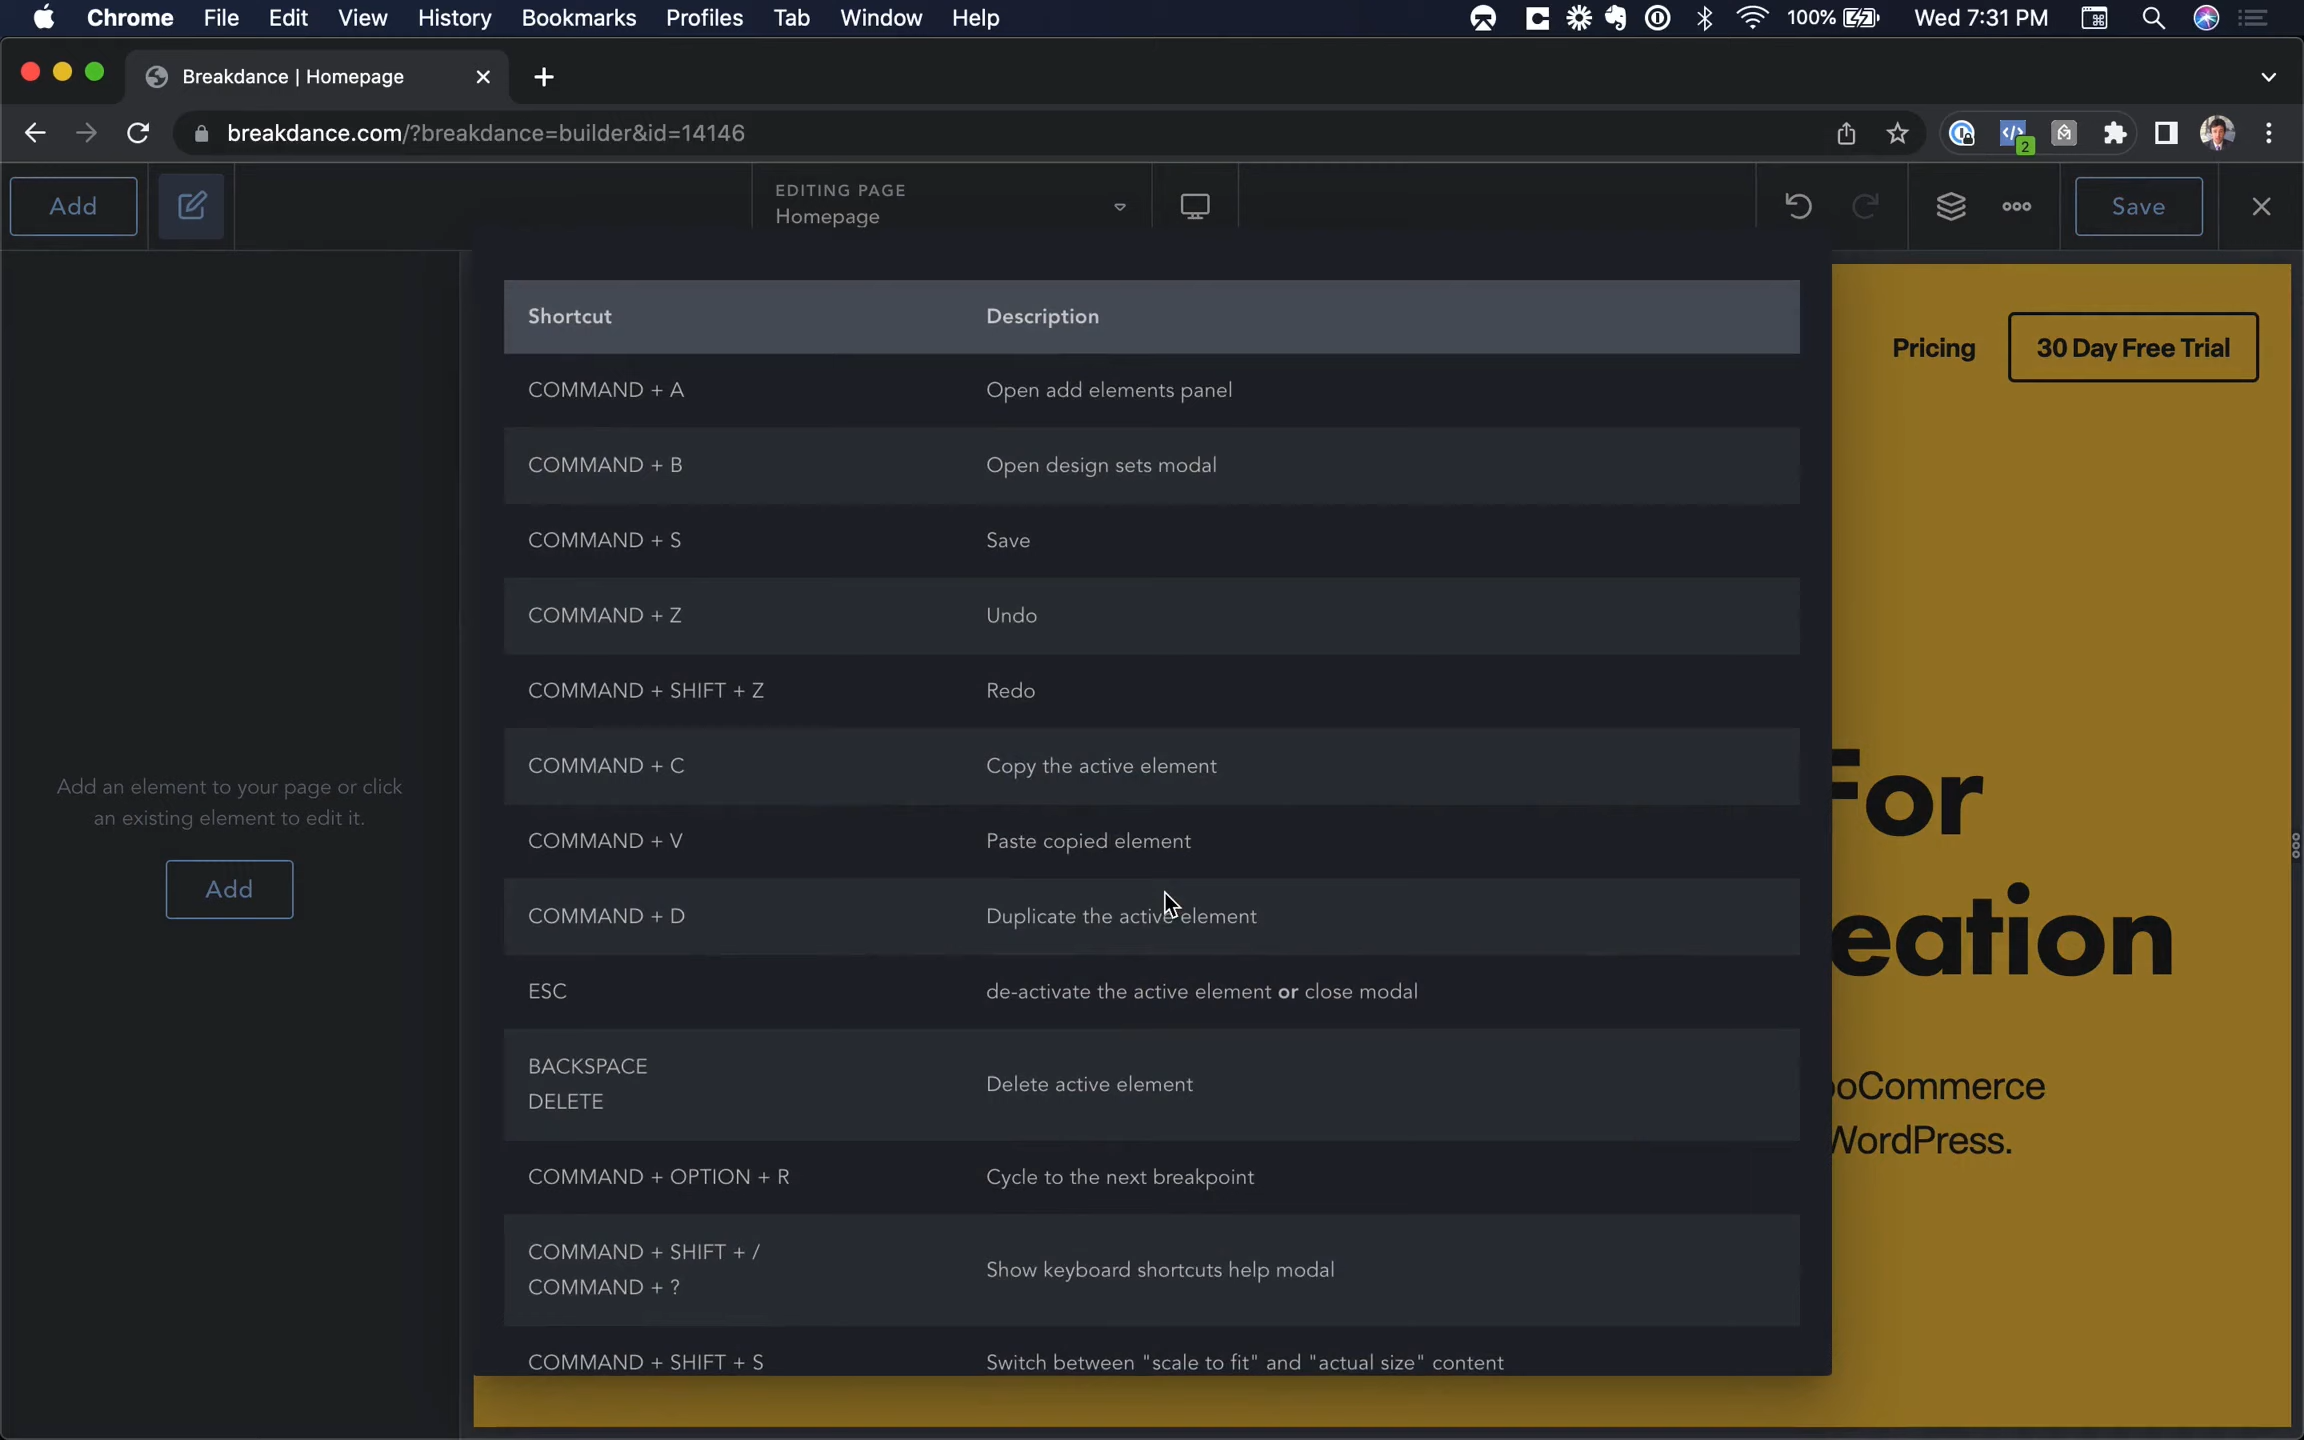 Chrome File Edit View History Bookmarks Profiles Tab Window Help 100% Wed 7:31 PM
Breakdance | Homepage
breakdance.com/?breakdance=builder&id=14146
2
Add
EDITING PAGE
Homepage
Save
Shortcut Description
COMMAND + A Open add elements panel
COMMAND + B Open design sets modal
COMMAND + S Save
COMMAND + Z Undo
COMMAND + SHIFT + Z Redo
COMMAND + C Copy the active element
COMMAND + V Paste copied element
COMMAND + D Duplicate the active element
ESC de-activate the active element or close modal
BACKSPACE
DELETE
Delete active element
COMMAND + OPTION + R Cycle to the next breakpoint
COMMAND + SHIFT + /
COMMAND + ?
Show keyboard shortcuts help modal
COMMAND + SHIFT + S Switch between "scale to fit" and "actual size" content
Add an element to your page or click
an existing element to edit it.
Add
Pricing
30 Day Free Trial
For
eation
oCommerce
WordPress.